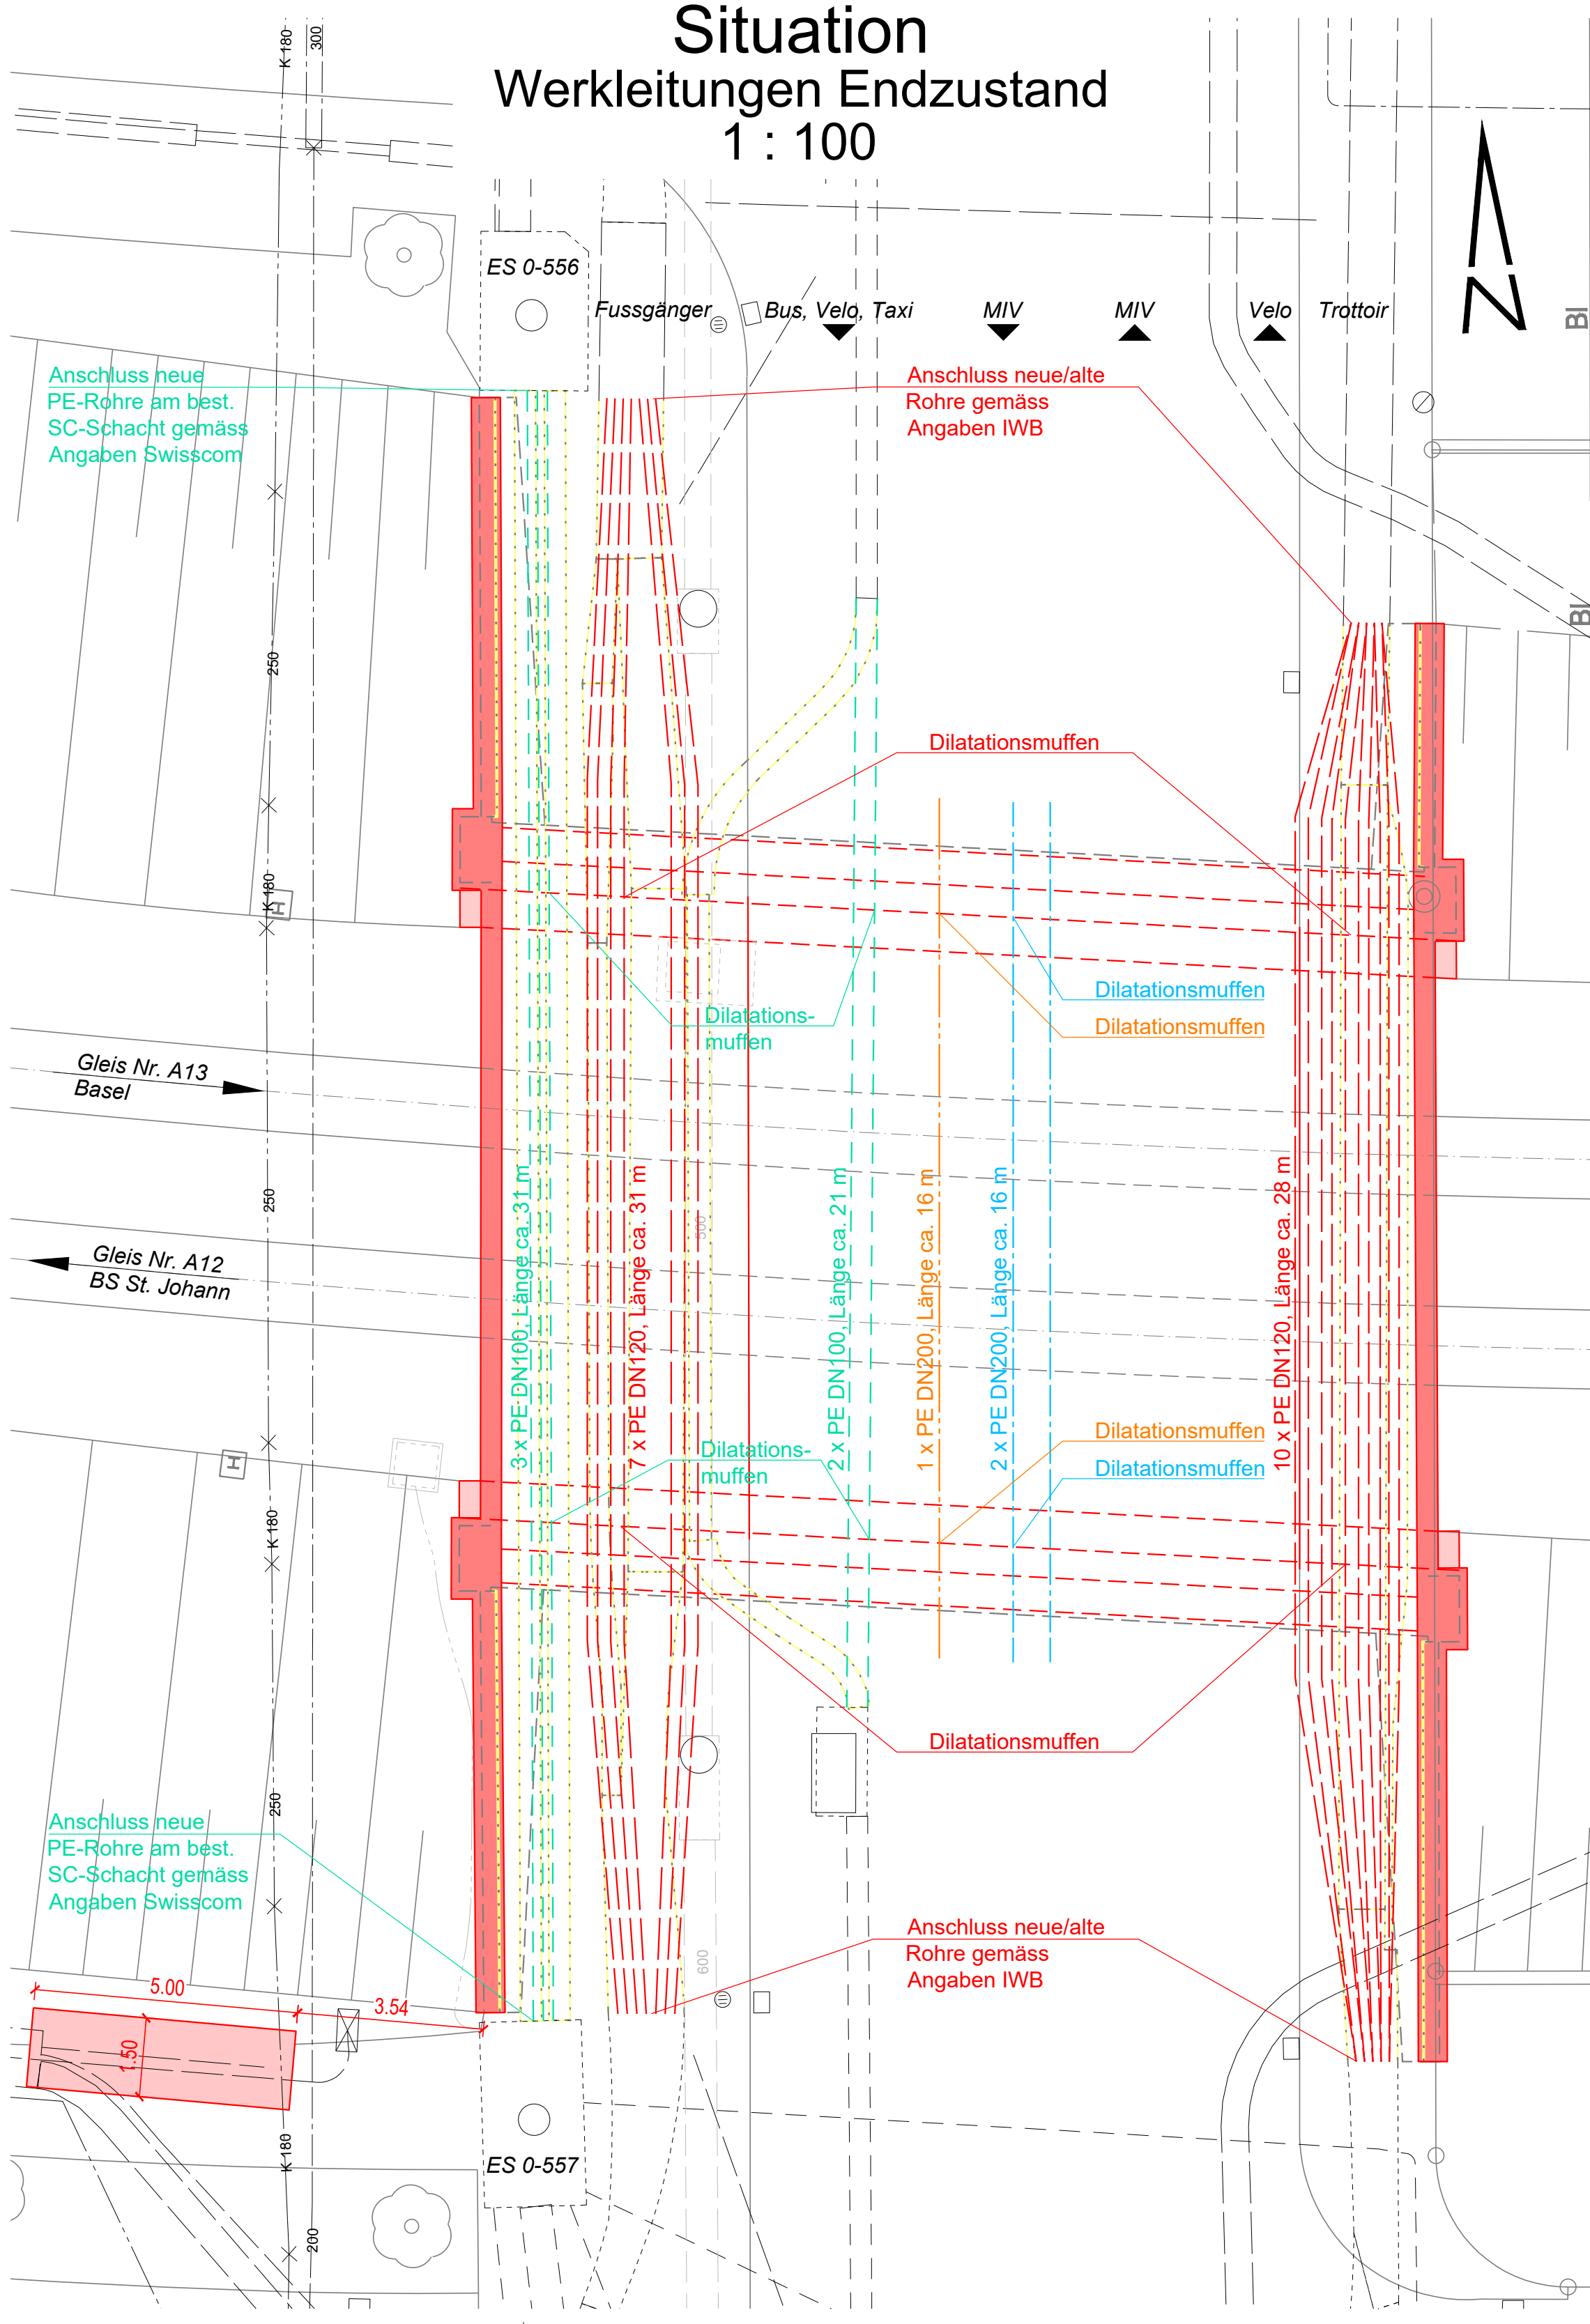 Situation
Werkleitungen Endzustand
1 : 100
K 180
300
ES 0-556
Fussgänger
Bus, Velo, Taxi
MIV
MIV
Velo
Trottoir
N
BI
Anschluss neue
PE-Rohre am best.
SC-Schacht gemäss
Angaben Swisscom
Anschluss neue/alte
Rohre gemäss
Angaben IWB
BI
250
Dilatationsmuffen
K 180
H
Dilatationsmuffen
Dilatations-
muffen
Dilatationsmuffen
Gleis Nr. A13
Basel
250
3 x PE DN100, Länge ca. 31 m
7 x PE DN120, Länge ca. 31 m
500
2 x PE DN100, Länge ca. 21 m
1 x PE DN200, Länge ca. 16 m
2 x PE DN200, Länge ca. 16 m
10 x PE DN120, Länge ca. 28 m
Gleis Nr. A12
BS St. Johann
Dilatationsmuffen
Dilatations-
muffen
Dilatationsmuffen
H
K 180
Dilatationsmuffen
250
Anschluss neue
PE-Rohre am best.
SC-Schacht gemäss
Angaben Swisscom
Anschluss neue/alte
Rohre gemäss
Angaben IWB
600
5.00
3.54
1.50
K 180
ES 0-557
200